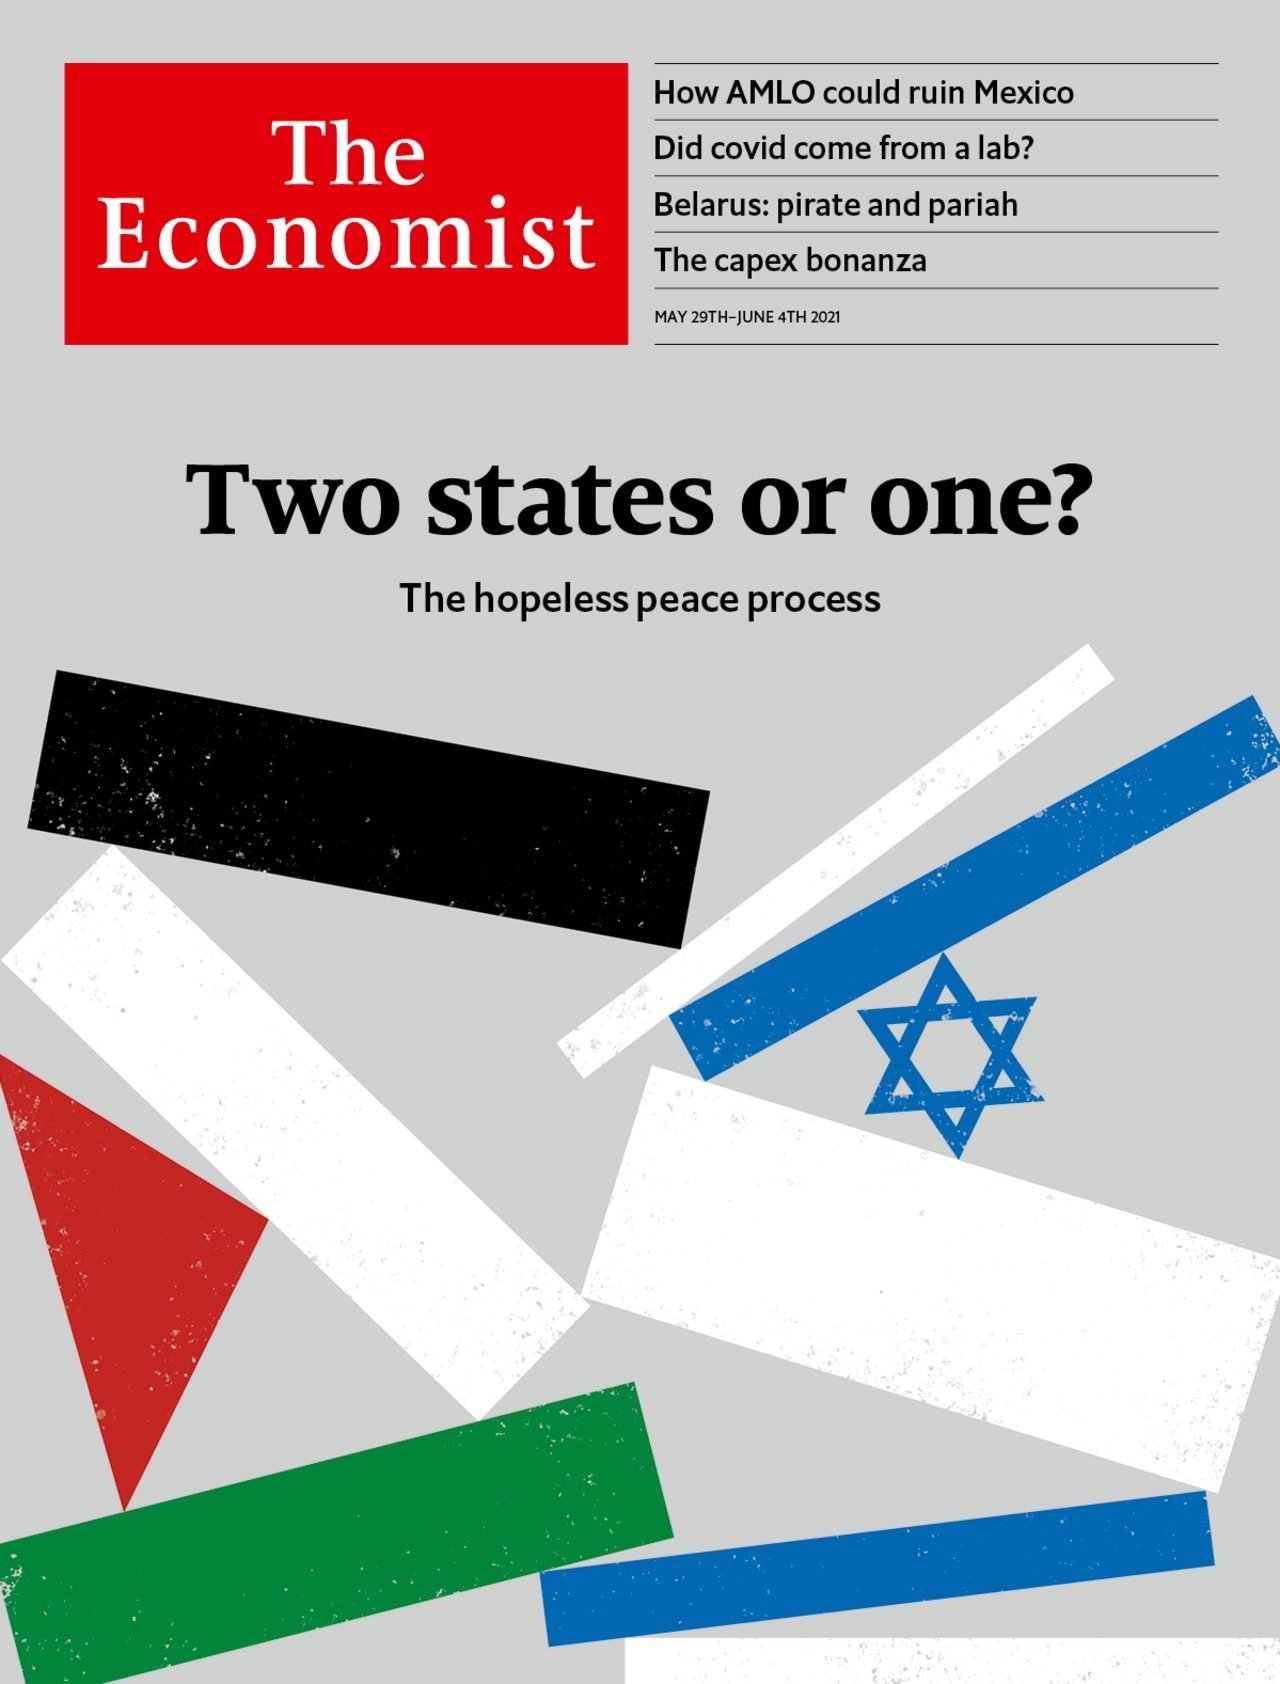 The
Economist
How AMLO could ruin Mexico
Did covid come from a lab?
Belarus: pirate and pariah
The capex bonanza
MAY 29TH–JUNE 4TH 2021
Two states or one?
The hopeless peace process